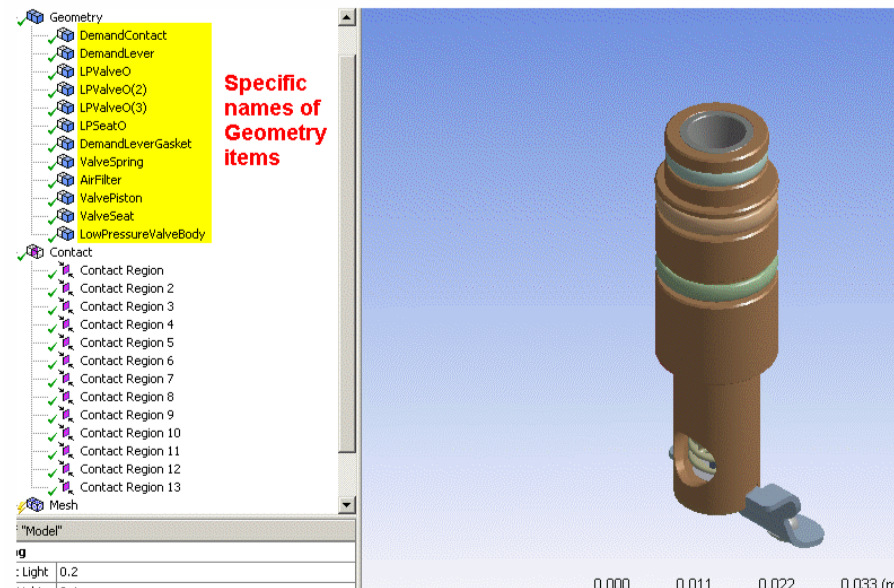 Geometry
DemandContact
DemandLever
LPValveO
LPValveO(2)
LPValveO(3)
LPSeatO
DemandLeverGasket
ValveSpring
AirFilter
ValvePiston
ValveSeat
LowPressureValveBody
Specific
names of
Geometry
items
Contact
Contact Region
Contact Region 2
Contact Region 3
Contact Region 4
Contact Region 5
Contact Region 6
Contact Region 7
Contact Region 8
Contact Region 9
Contact Region 10
Contact Region 11
Contact Region 12
Contact Region 13
Mesh
"Model"
Light 0.2
0.000 0.011 0.022 0.033 (m